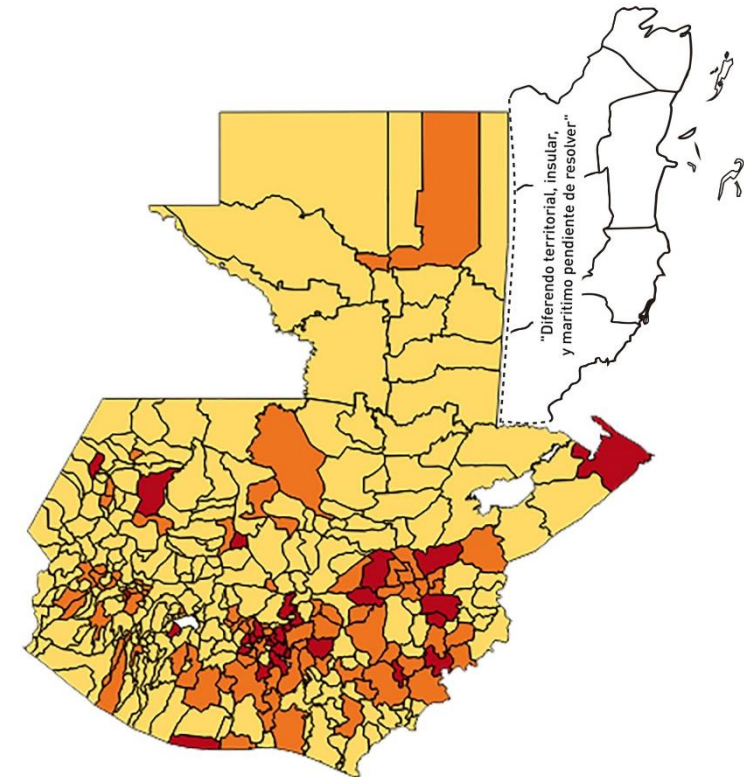 "Diferendo territorial, insular,
y marítimo pendiente de resolver"